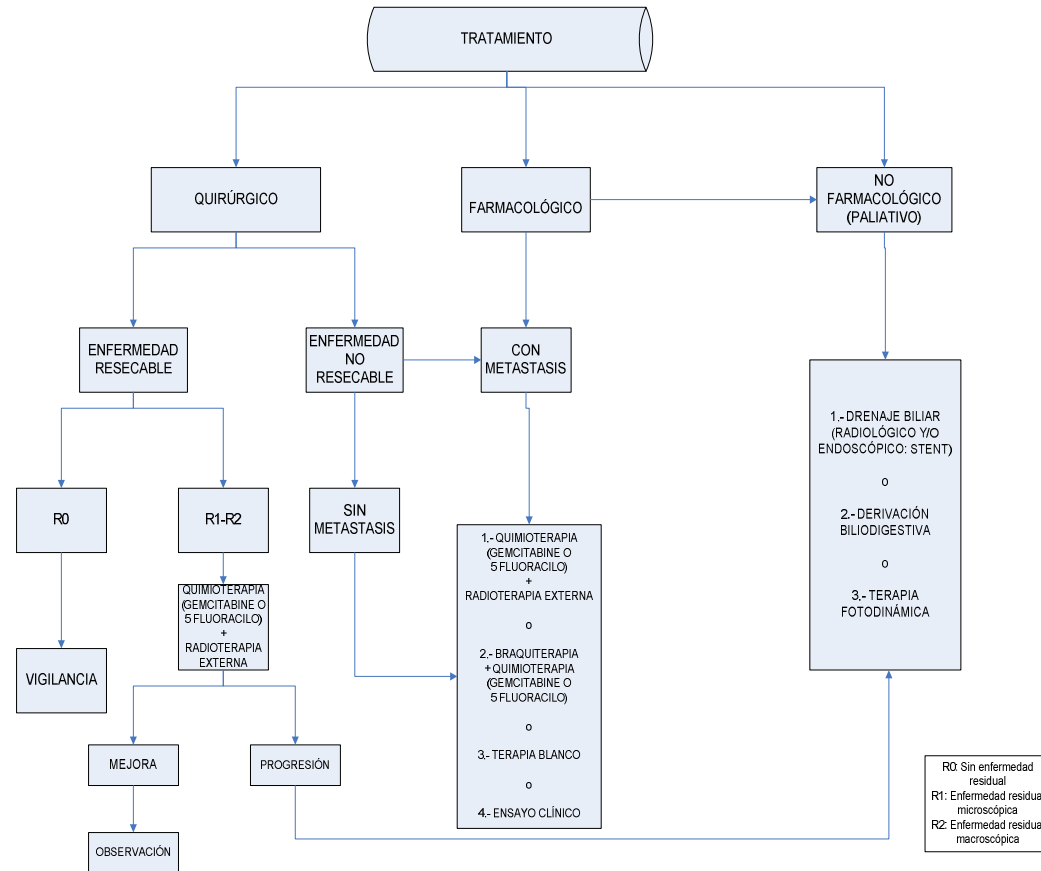 TRATAMIENTO
QUIRÚRGICO
FARMACOLÓGICO
NO
FARMACOLÓGICO
(PALIATIVO)
ENFERMEDAD
RESECABLE
ENFERMEDAD
NO
RESECABLE
CON
METASTASIS
R0
R1-R2
SIN
METASTASIS
1.- DRENAJE BILIAR
(RADIOLÓGICO Y/O
ENDOSCÓPICO: STENT)
o
2.- DERIVACIÓN
BILIODIGESTIVA
o
3.- TERAPIA
FOTODINÁMICA
QUIMIOTERAPIA
(GEMCITABINE O
5 FLUORACILO)
+
RADIOTERAPIA
EXTERNA
1.- QUIMIOTERAPIA
(GEMCITABINE O
5 FLUORACILO)
+
RADIOTERAPIA EXTERNA
o
2.- BRAQUITERAPIA
+QUIMIOTERAPIA
(GEMCITABINE O
5 FLUORACILO)
o
3.- TERAPIA BLANCO
o
4.- ENSAYO CLÍNICO
VIGILANCIA
MEJORA
PROGRESIÓN
OBSERVACIÓN
R0: Sin enfermedad
residual
R1: Enfermedad residual
microscópica
R2: Enfermedad residual
macroscópica